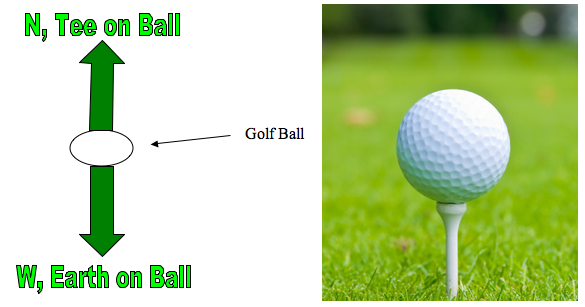 N, Tee on Ball
Golf Ball
W, Earth on Ball